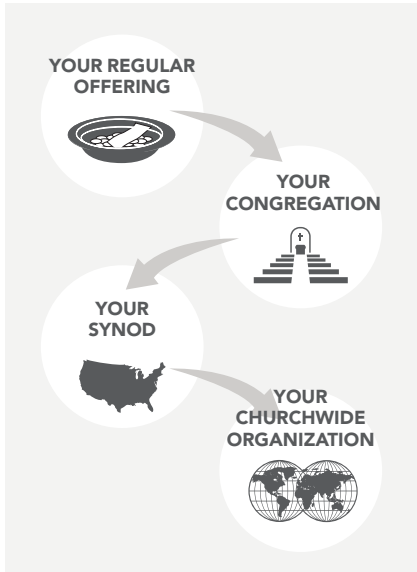 YOUR REGULAR
OFFERING
YOUR
CONGREGATION
YOUR
SYNOD
YOUR
CHURCHWIDE
ORGANIZATION